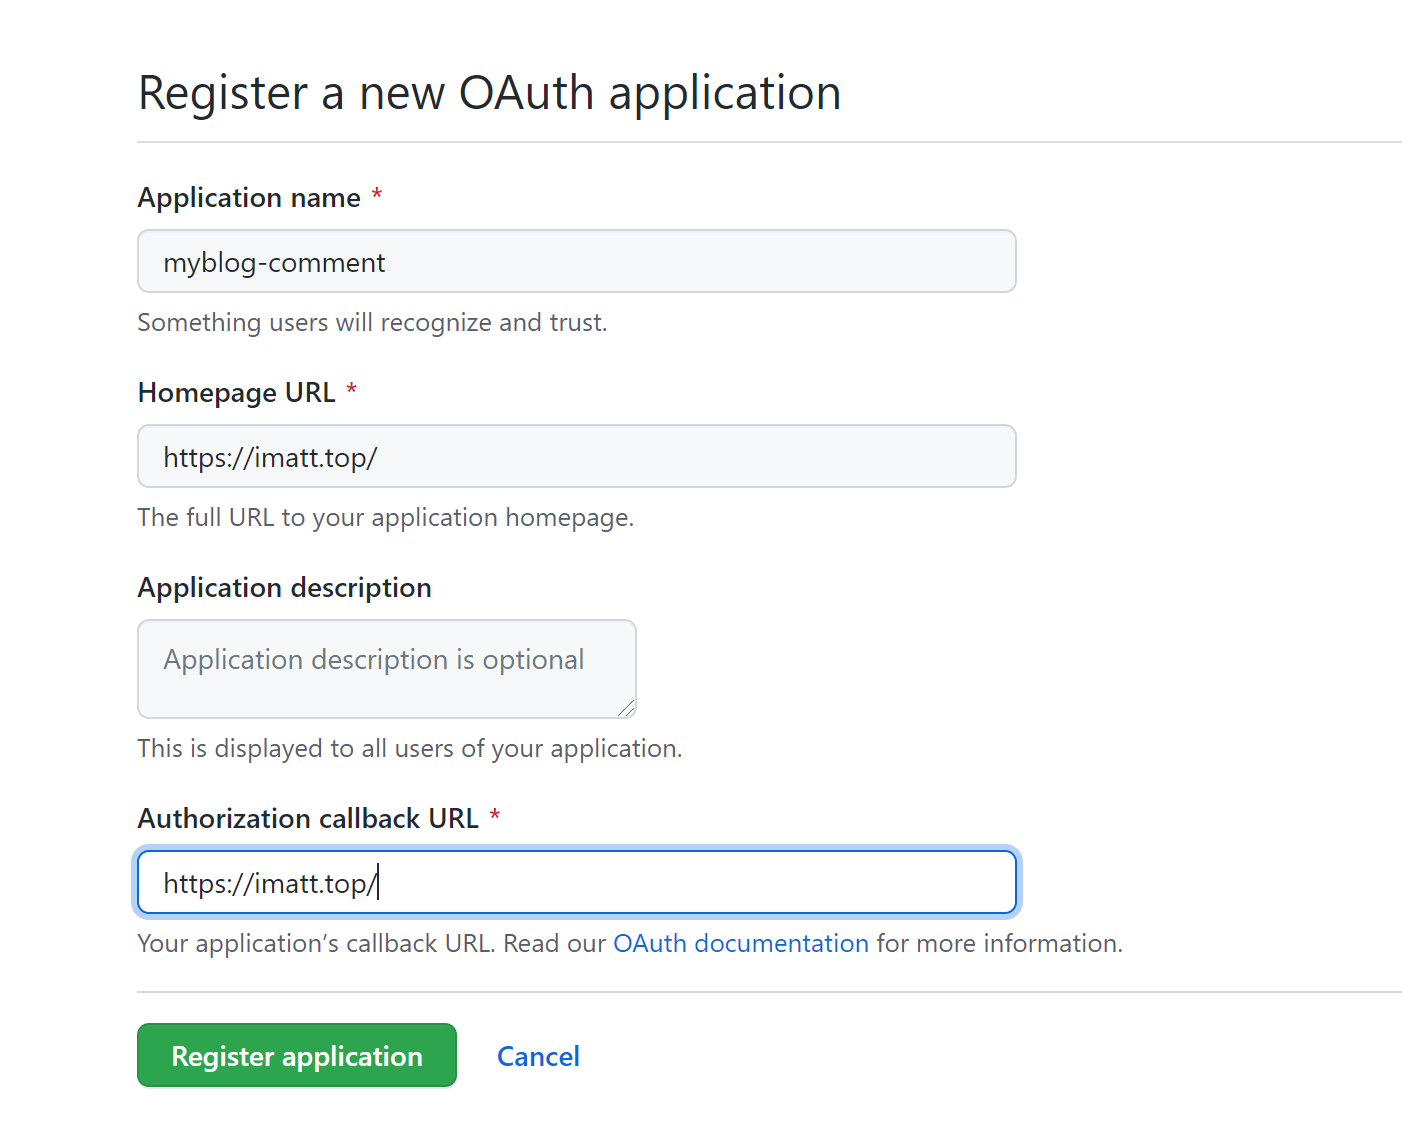 Register a new OAuth application
Application name *
myblog-comment
Something users will recognize and trust.
Homepage URL *
https://imatt.top/
The full URL to your application homepage.
Application description
Application description is optional
This is displayed to all users of your application.
Authorization callback URL *
https://imatt.top/
Your application’s callback URL. Read our OAuth documentation for more information.
Register application Cancel